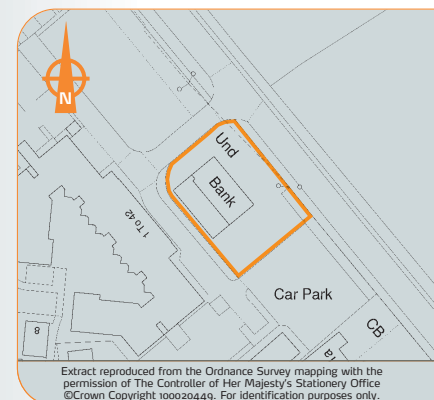 N
Und
Bank
1 To 42
Car Park
CB
8
Extract reproduced from the Ordnance Survey mapping with the
permission of The Controller of Her Majesty's Stationery Office
©Crown Copyright 100020449. For identification purposes only.